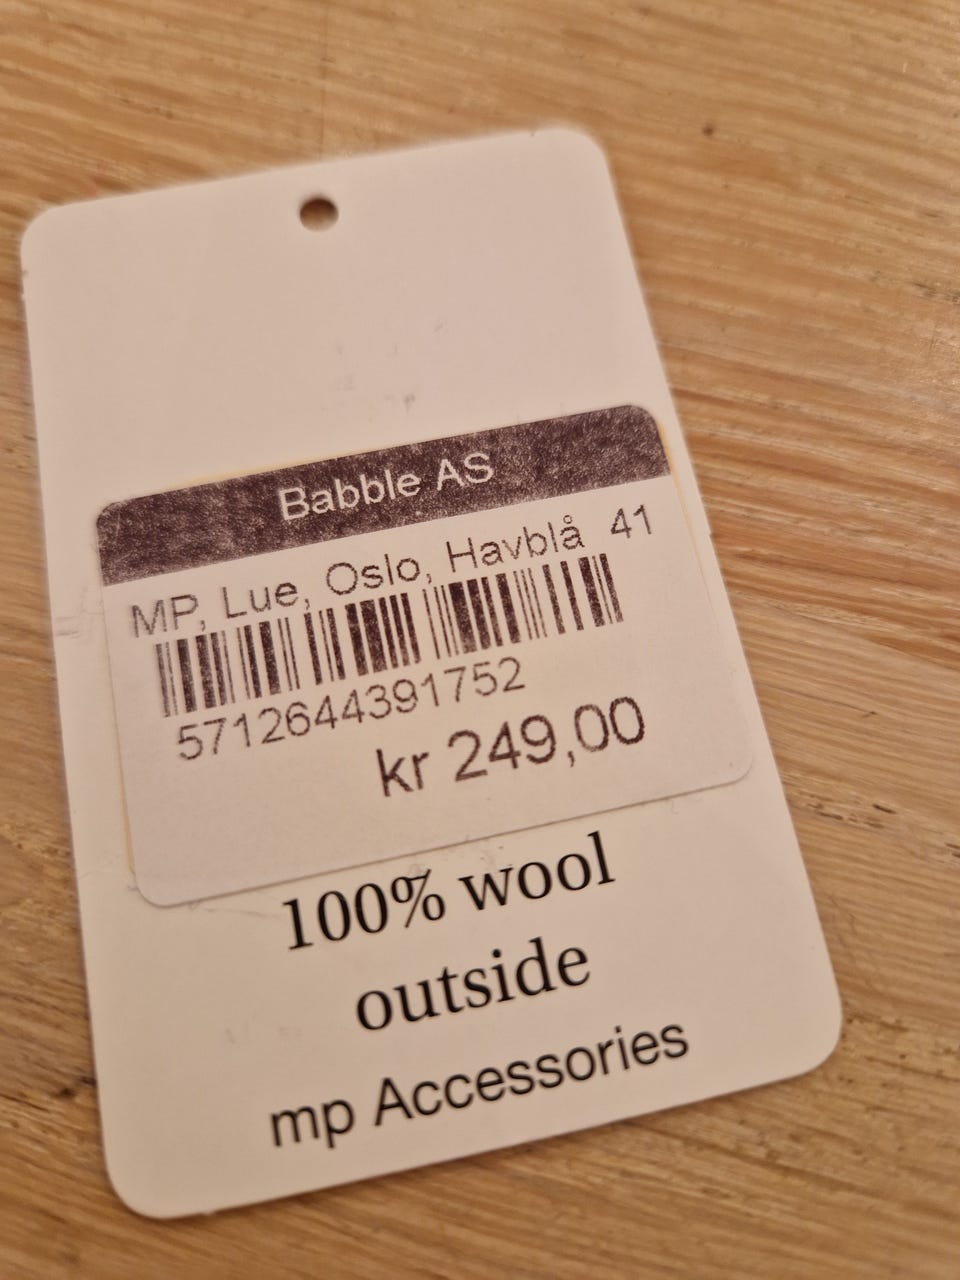 Babble AS
MP, Lue, Oslo, Havblå 41
5712644391752
kr 249,00
100% wool
outside
mp Accessories